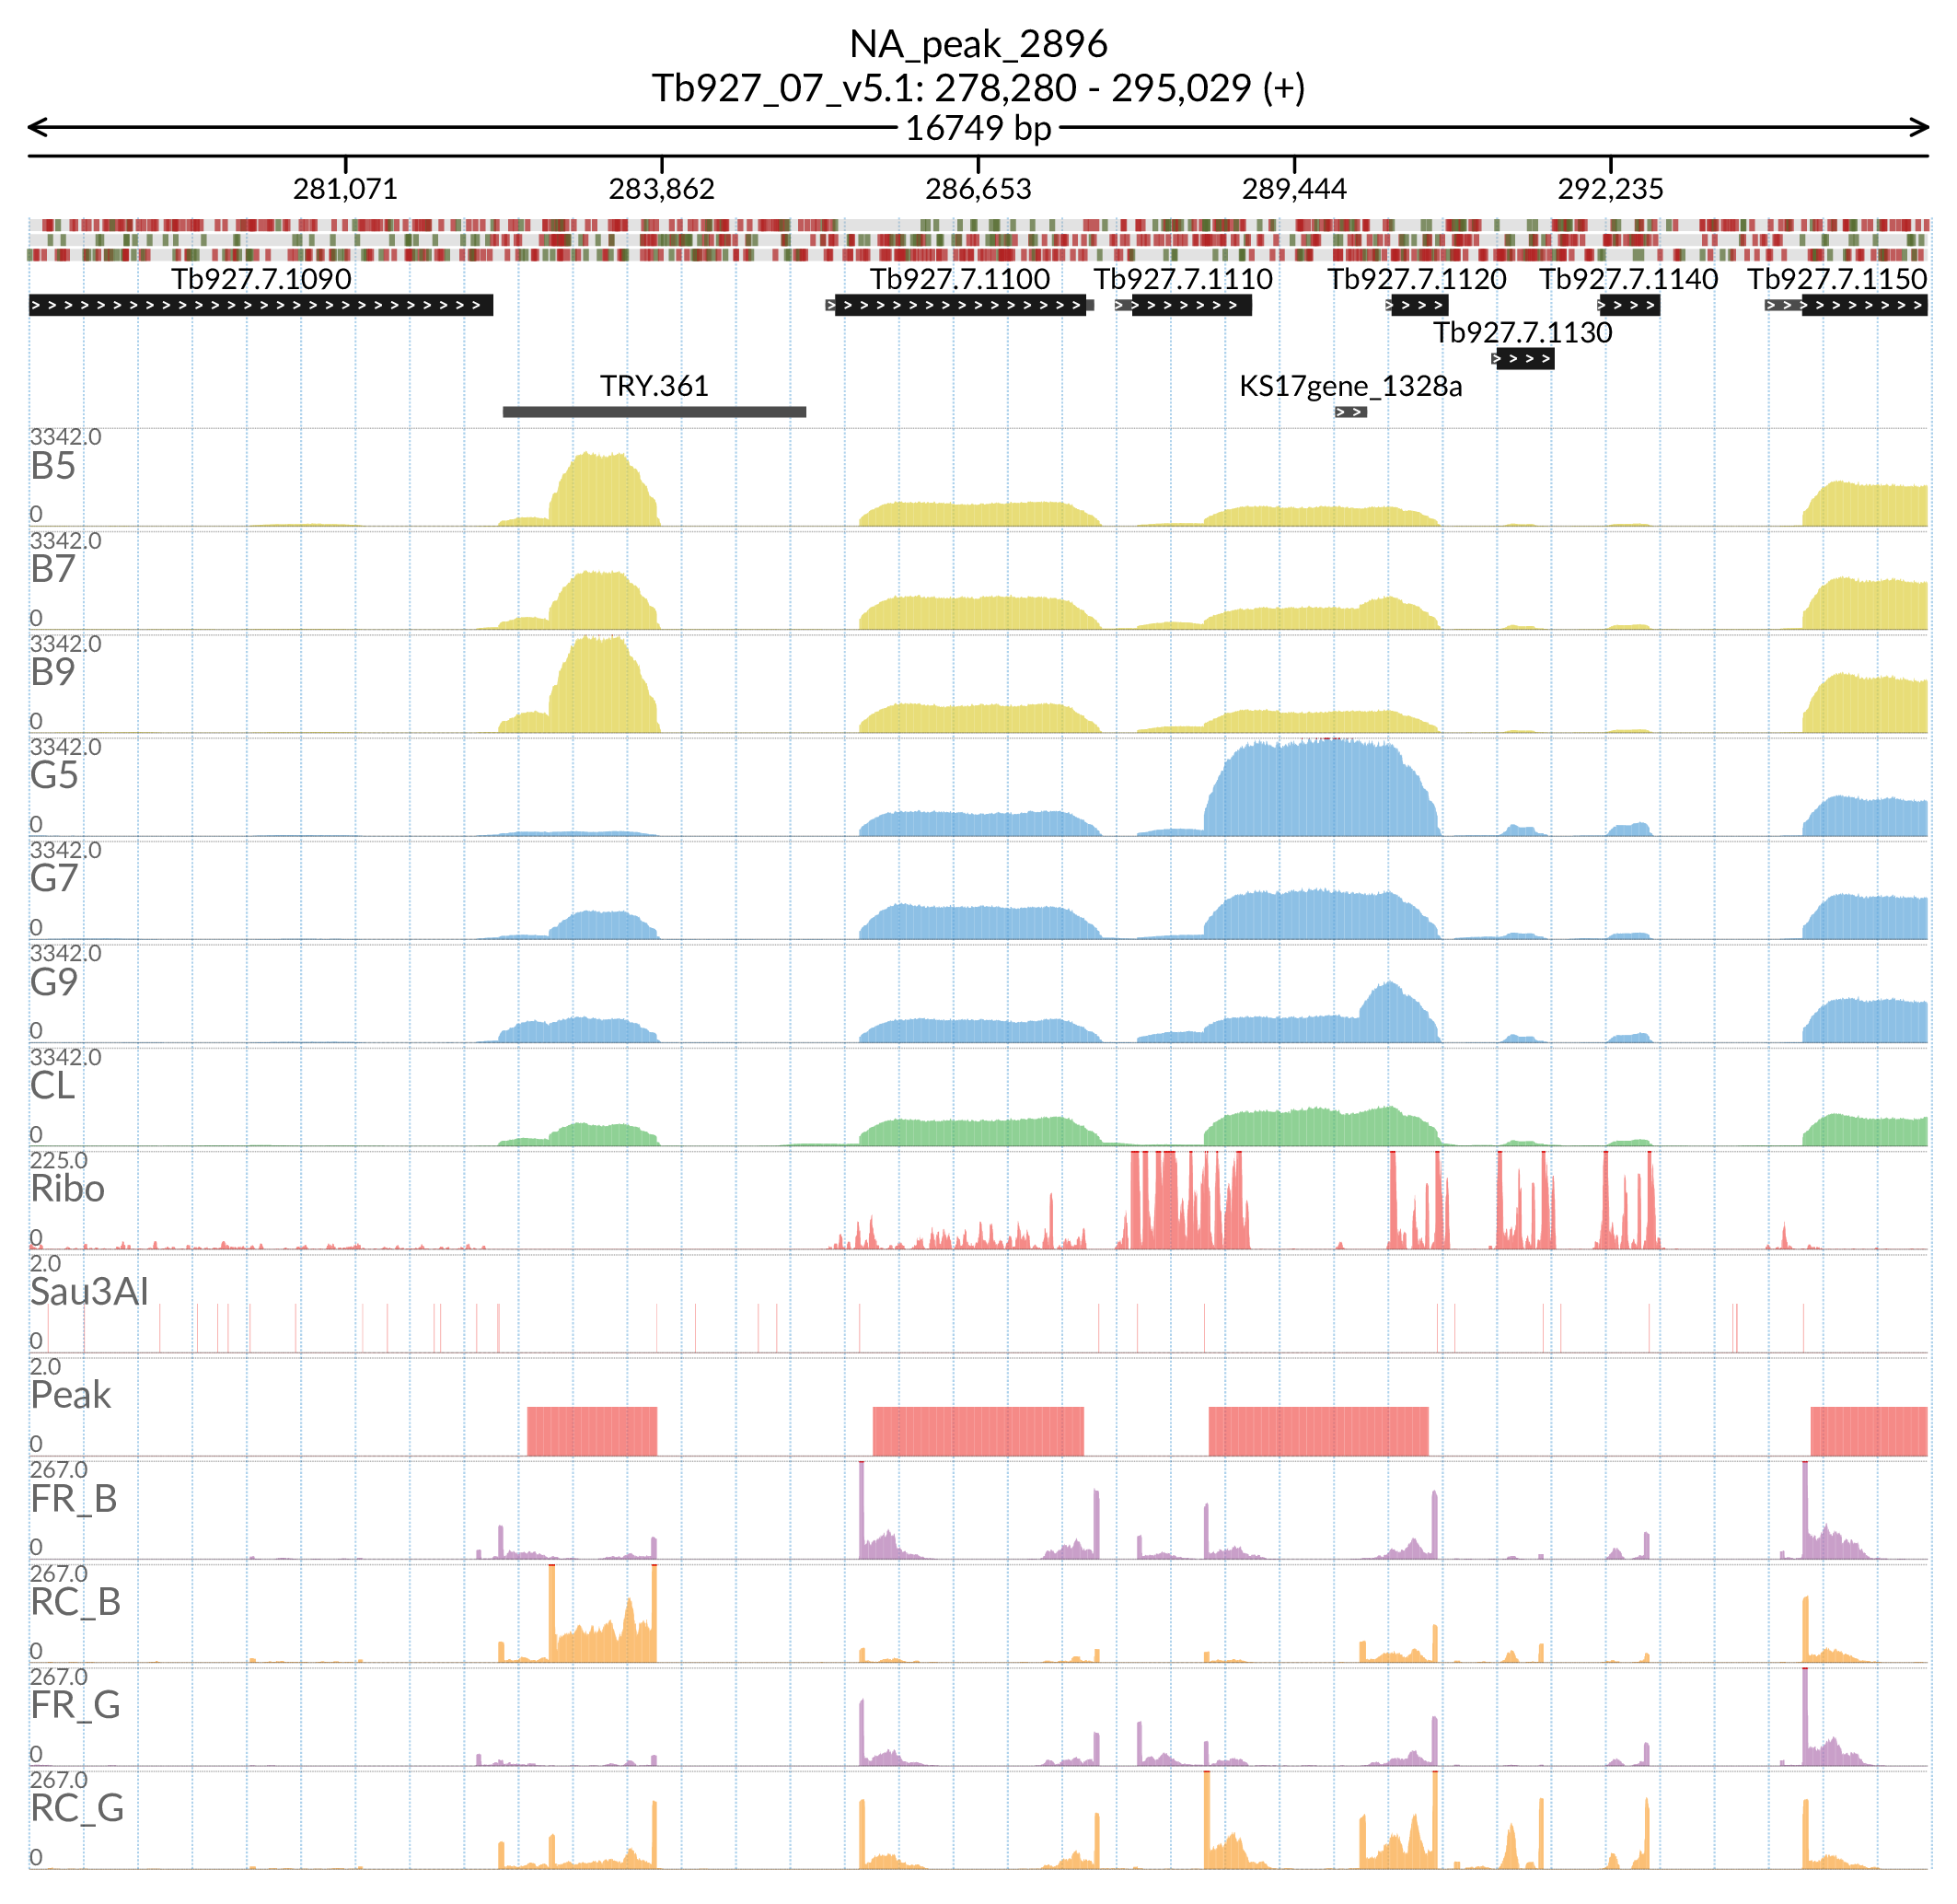 NA_peak_2896
Tb927_07_v5.1: 278,280 - 295,029 (+)
16749 bp
281,071 283,862 286,653 289,444 292,235
Tb927.7.1090 Tb927.7.1100 Tb927.7.1110 Tb927.7.1120 Tb927.7.1140 Tb927.7.1150
Tb927.7.1130
TRY.361 KS17gene_1328a
3342.0
B5
0
3342.0
B7
0
3342.0
B9
0
3342.0
G5
0
3342.0
G7
0
3342.0
G9
0
3342.0
CL
0
225.0
Ribo
0
2.0
Sau3AI
0
2.0
Peak
0
267.0
FR_B
0
267.0
RC_B
0
267.0
FR_G
0
267.0
RC_G
0